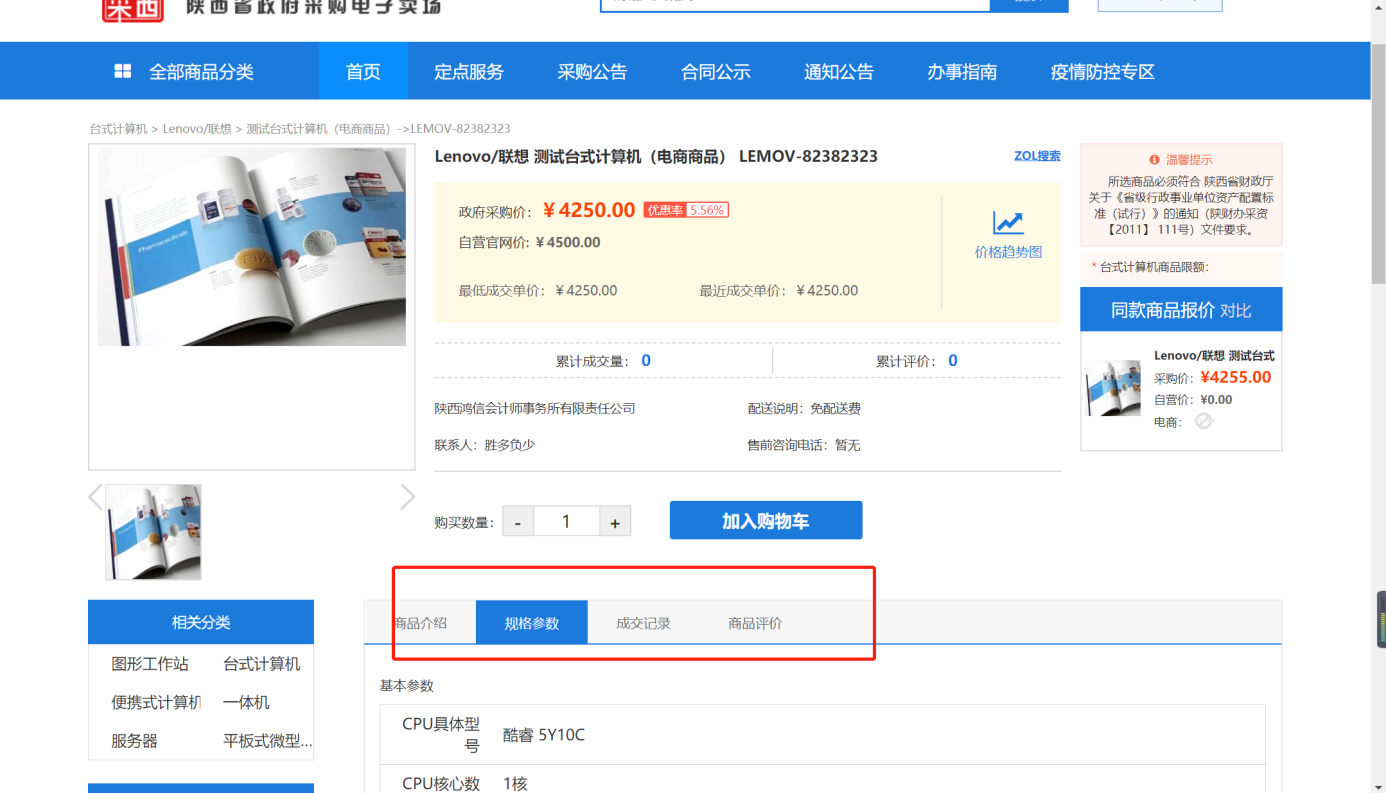 采西
陕西省政府采购电子卖场
全部商品分类
首页
定点服务
采购公告
合同公示
通知公告
办事指南
疫情防控专区
台式计算机 > Lenovo/联想 > 测试台式计算机（电商商品）->LEMOV-82382323
Lenovo/联想 测试台式计算机（电商商品） LEMOV-82382323
ZOL搜索
政府采购价：￥4250.00 优惠率 5.56%
自营官网价: ￥4500.00
价格趋势图
最低成交单价：￥4250.00
最近成交单价：￥4250.00
累计成交量：0
累计评价：0
陕西鸿信会计师事务所有限责任公司
配送说明：免配送费
联系人：胜多负少
售前咨询电话：暂无
购买数量：
-
1
+
加入购物车
温馨提示
所选商品必须符合 陕西省财政厅
关于《省级行政事业单位资产配置标
准（试行）》的通知（陕财办采资
【2011】 111号）文件要求。
* 台式计算机商品限额:
同款商品报价 对比
Lenovo/联想 测试台式
采购价：¥4255.00
自营价：¥0.00
电商：
Pharmaceuticals
相关分类
图形工作站
台式计算机
便携式计算机
一体机
服务器
平板式微型...
商品介绍
规格参数
成交记录
商品评价
基本参数
CPU具体型
号
酷睿 5Y10C
CPU核心数
1核